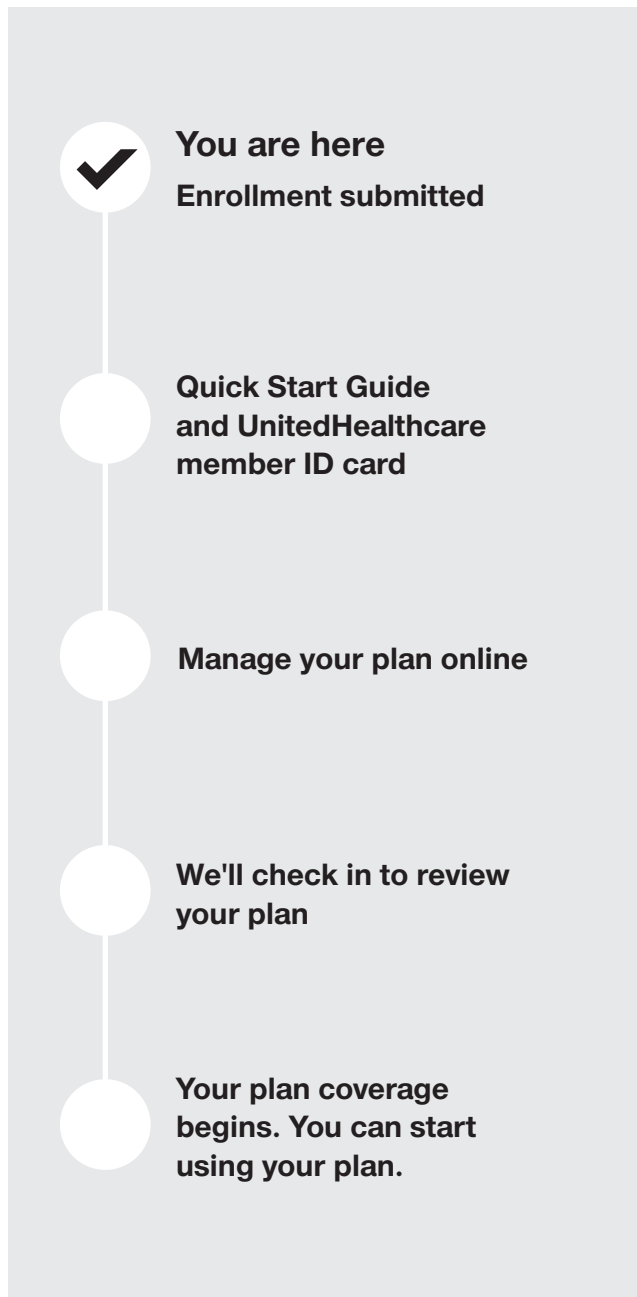 You are here
Enrollment submitted
Quick Start Guide
and UnitedHealthcare
member ID card
Manage your plan online
We'll check in to review
your plan
Your plan coverage
begins. You can start
using your plan.